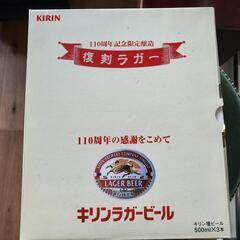 KIRIN
110周年記念限定醸造
復刻ラガー
110周年の感謝をこめて
LAGER BEER
キリンラガービール
キリン壜ビール
500ml×3本